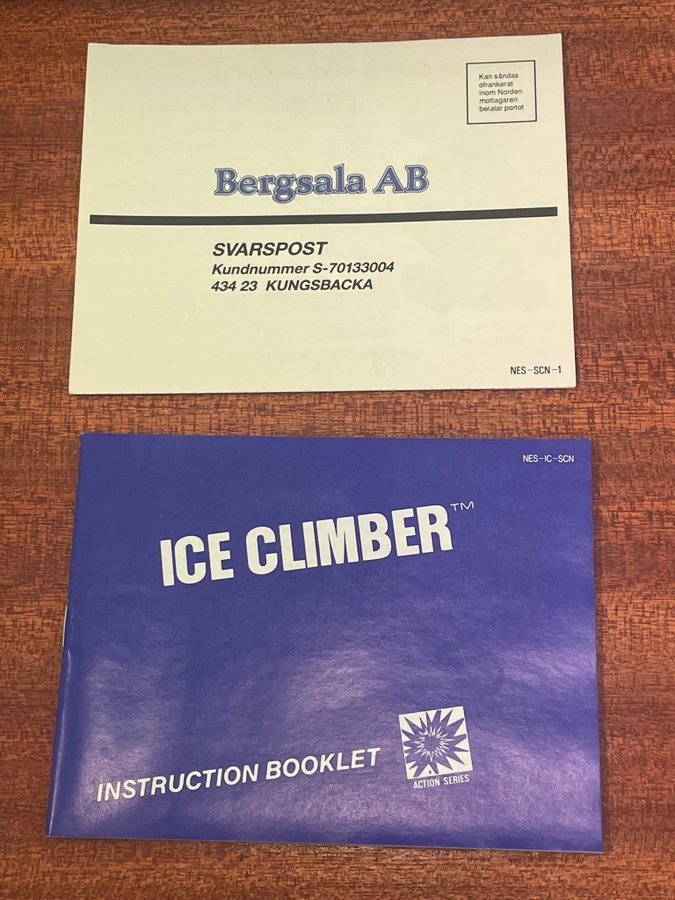 Kan såndas
ofrankerat
inom Norden
mottagaren
betalar portot
Bergsala AB
SVARSPOST
Kundnummer S-70133004
434 23 KUNGSBACKA
NES-SCN-1
NES-IC-SCN
ICE CLIMBER™
INSTRUCTION BOOKLET
ACTION SERIES